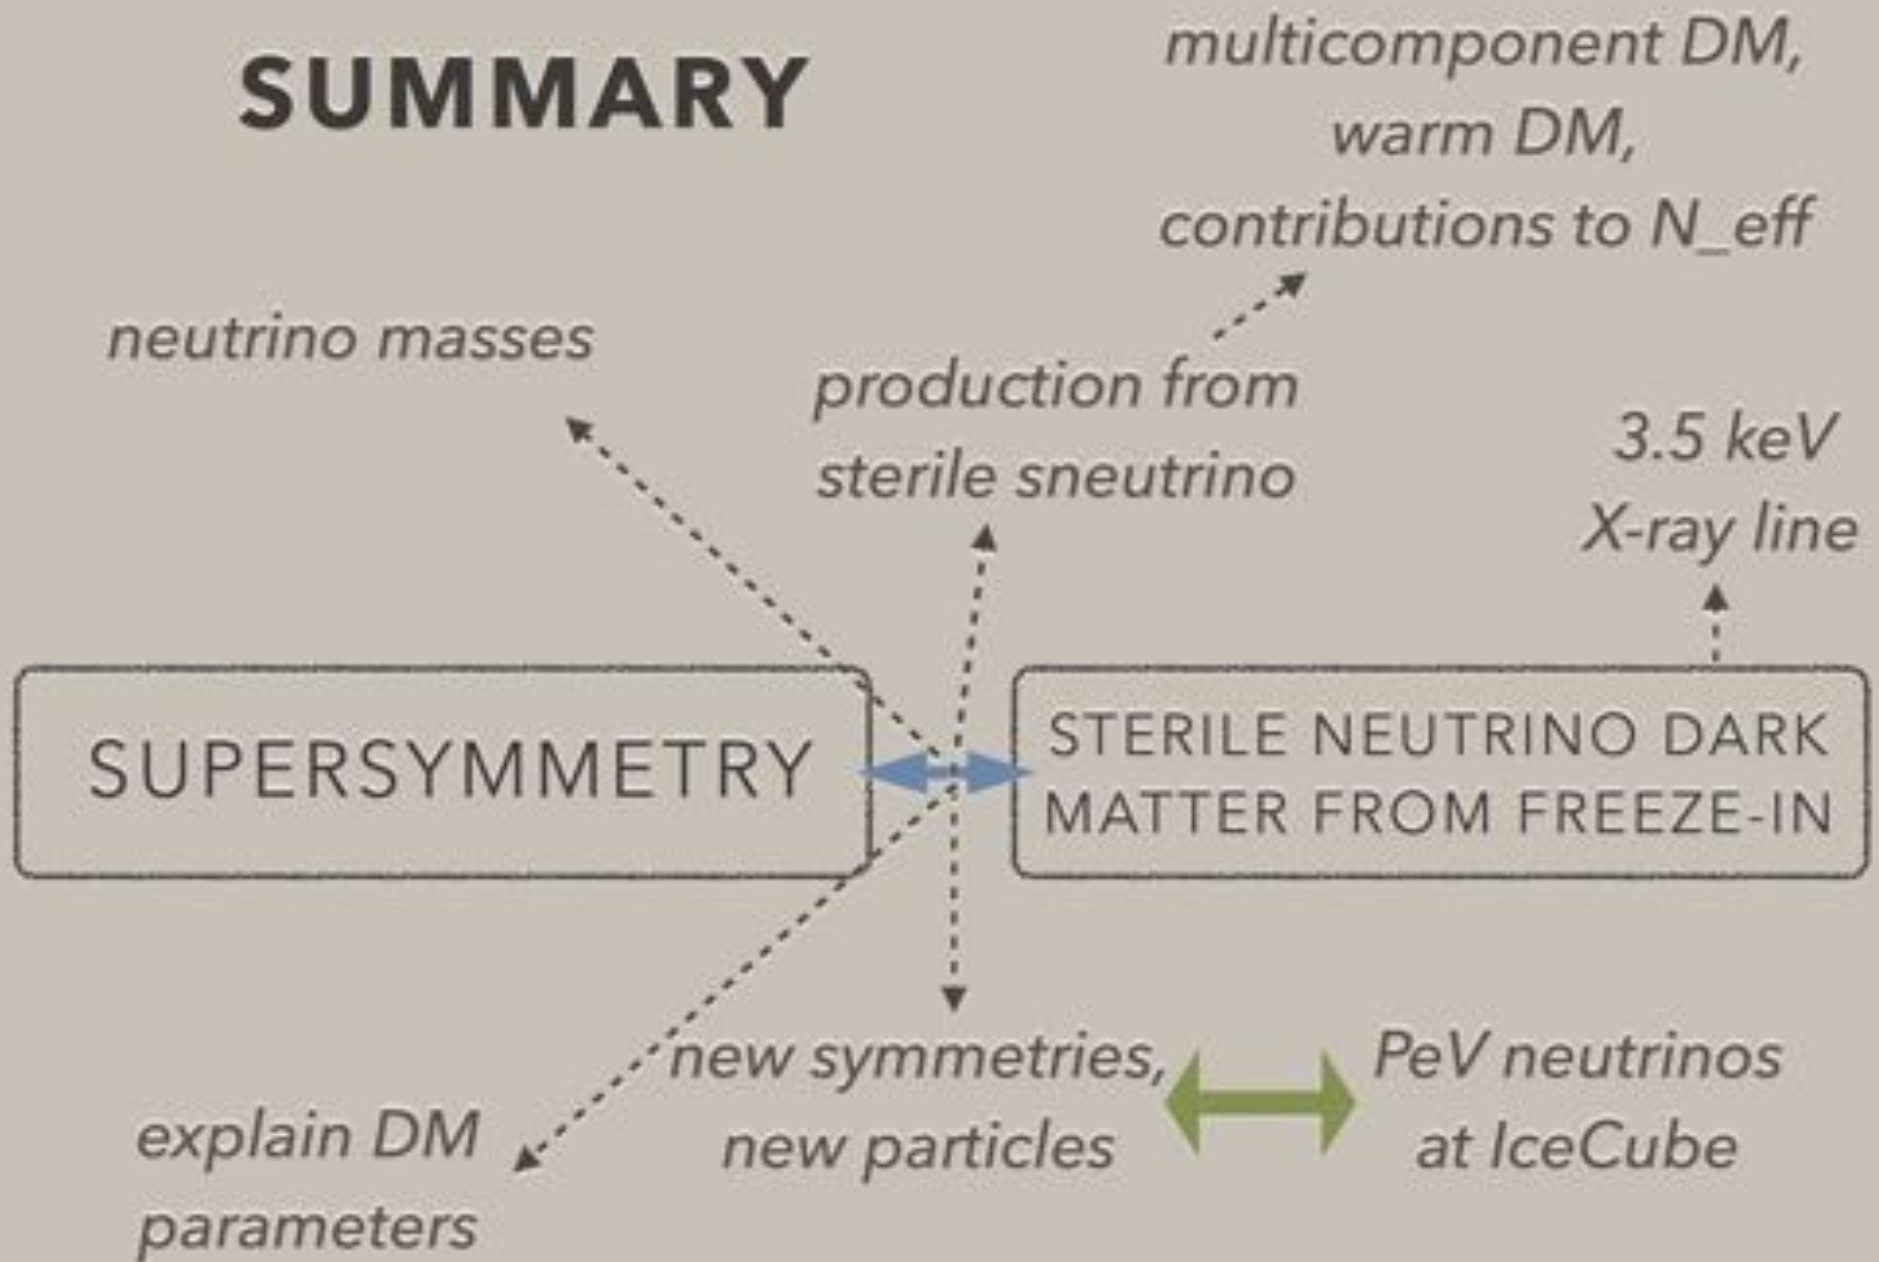 SUMMARY
multicomponent DM,
warm DM,
contributions to N_eff
neutrino masses
production from
sterile sneutrino
3.5 keV
X-ray line
SUPERSYMMETRY
STERILE NEUTRINO DARK
MATTER FROM FREEZE-IN
new symmetries,
new particles
PeV neutrinos
at IceCube
explain DM
parameters